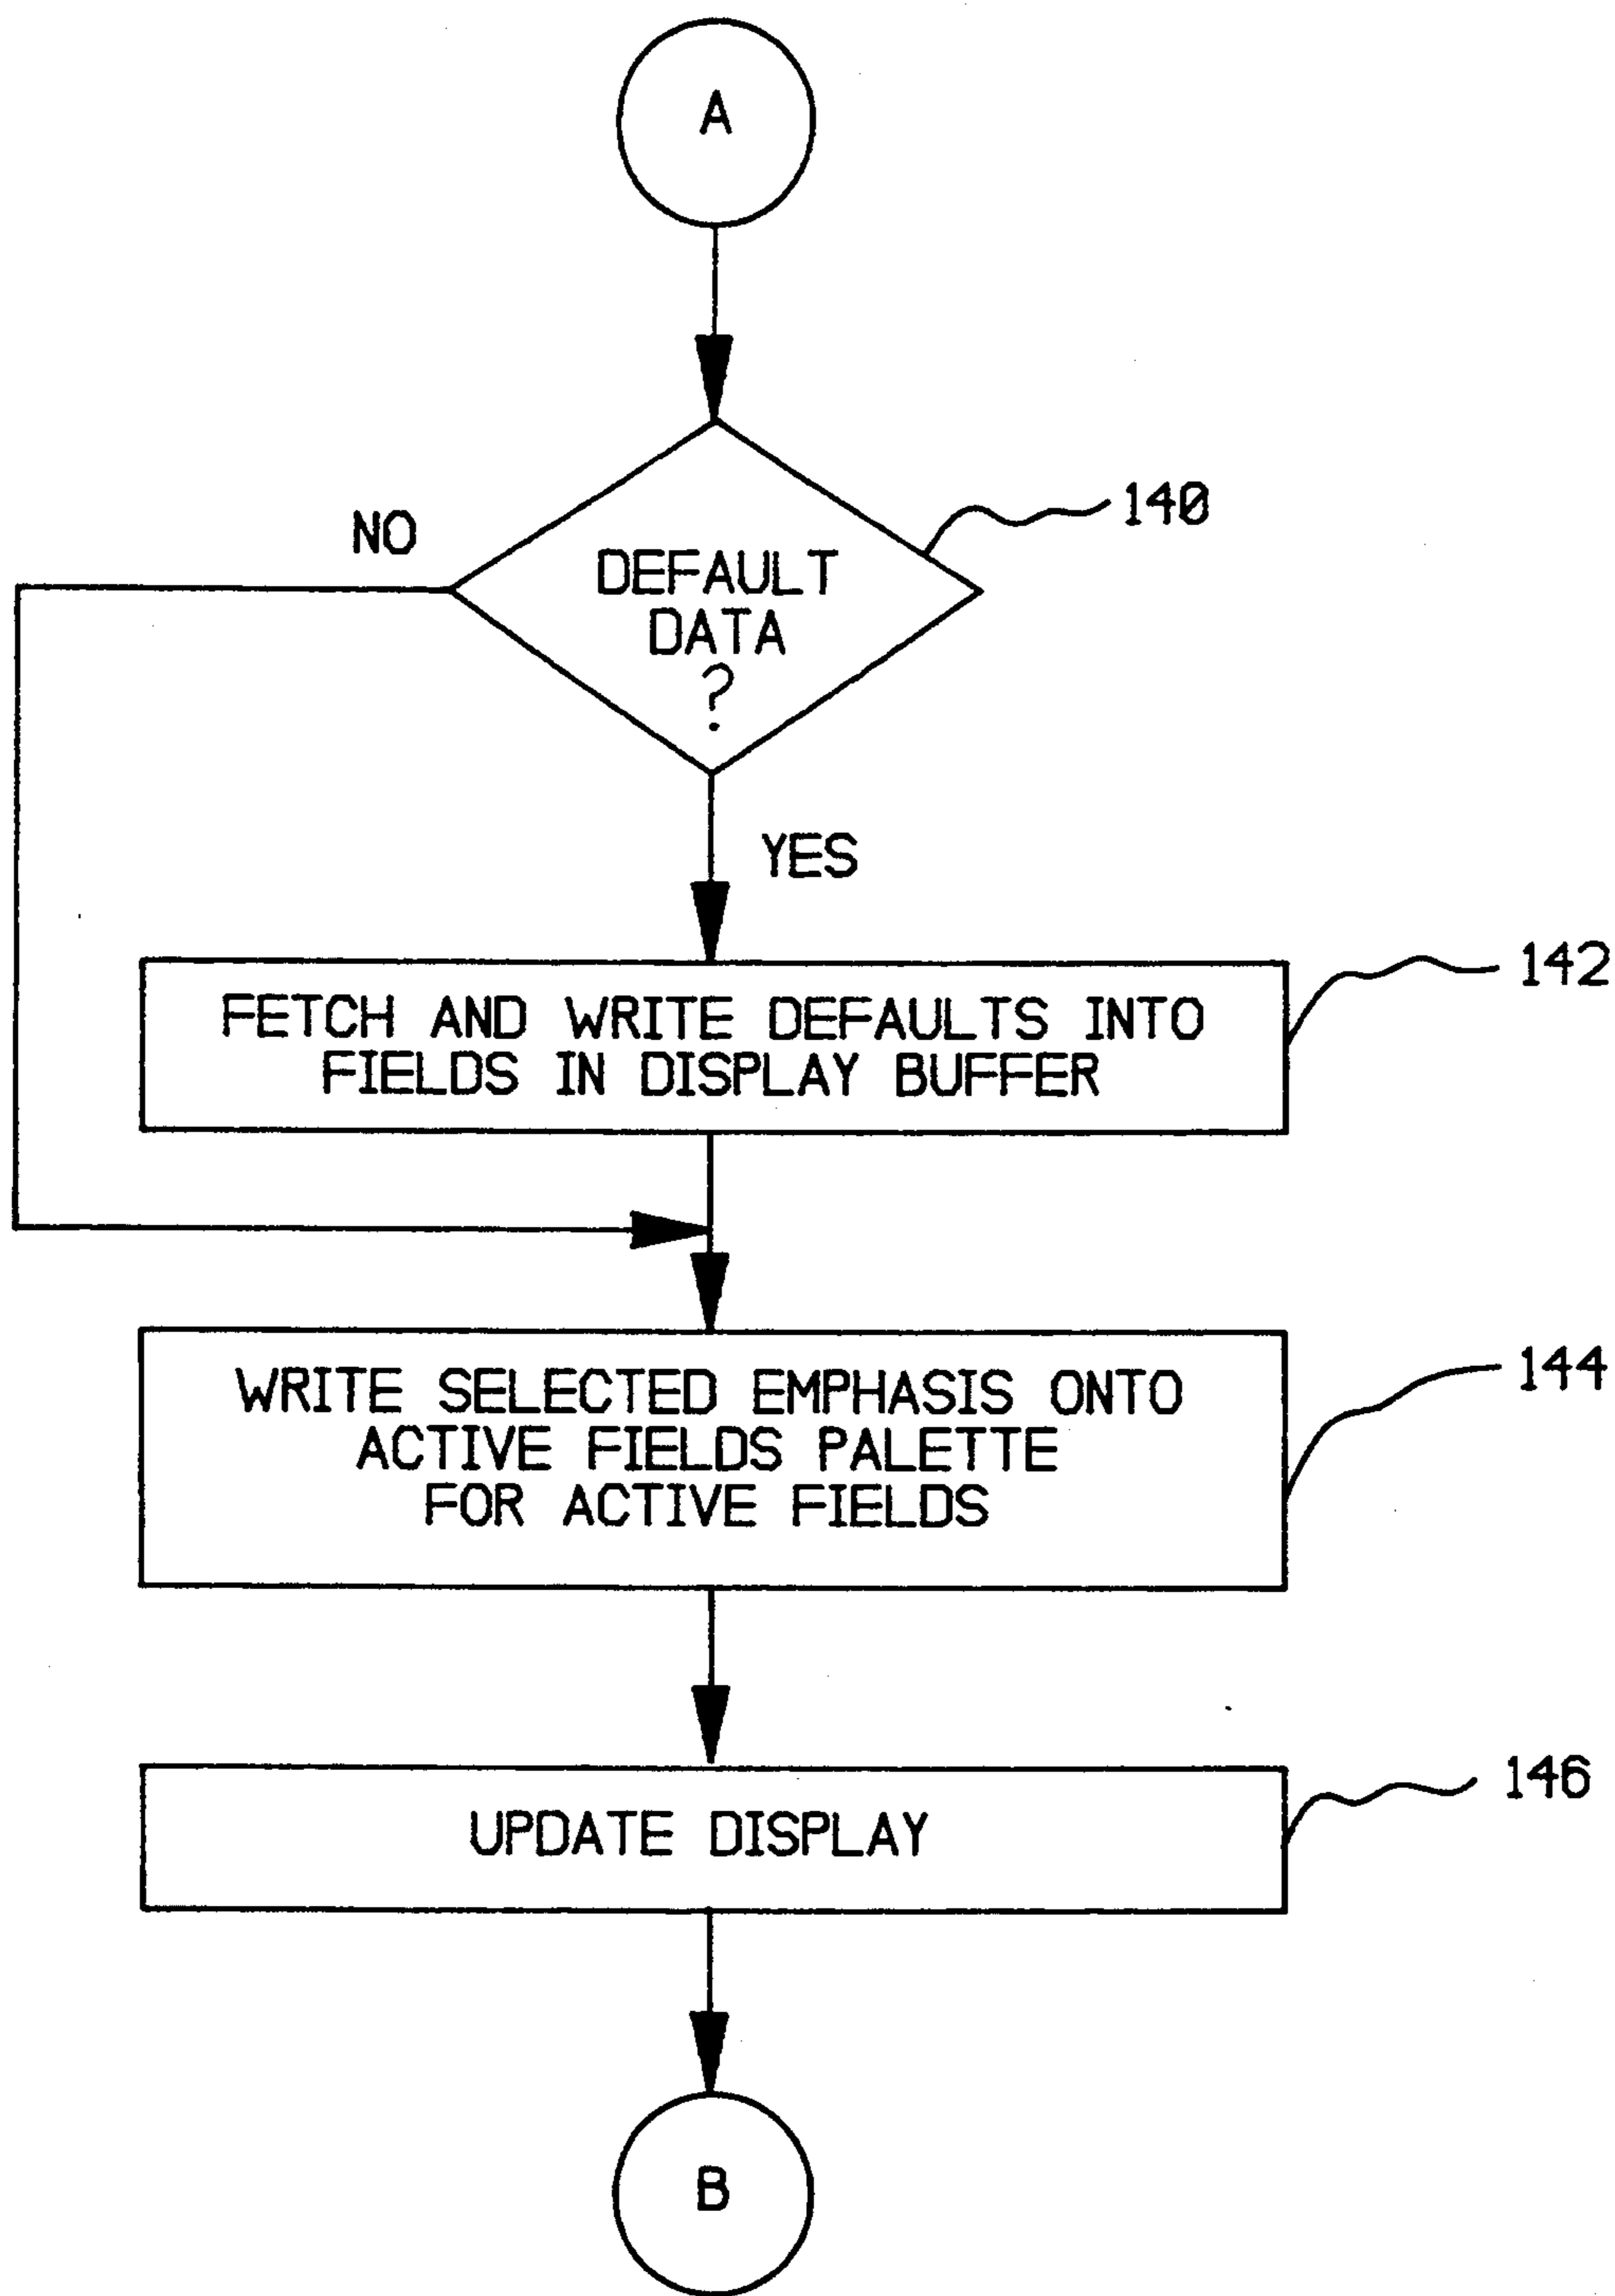 A
140
NO
DEFAULT
DATA
?
YES
142
FETCH AND WRITE DEFAULTS INTO
FIELDS IN DISPLAY BUFFER
144
WRITE SELECTED EMPHASIS ONTO
ACTIVE FIELDS PALETTE
FOR ACTIVE FIELDS
146
UPDATE DISPLAY
B